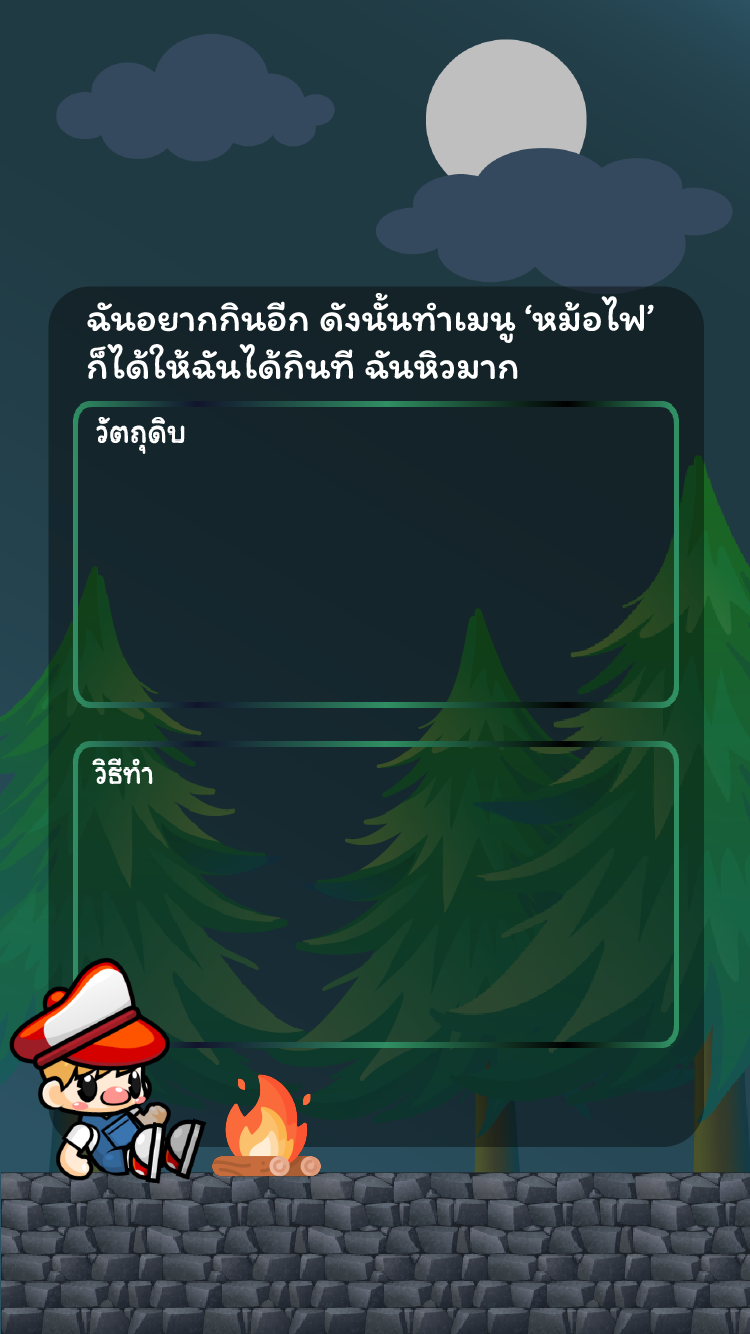 ฉันอยากกินอีก ดังนั้นทำเมนู ‘หม้อไฟ’
ก็ได้ให้ฉันได้กินที ฉันหิวมาก
วัตถุดิบ
วิธีทำ